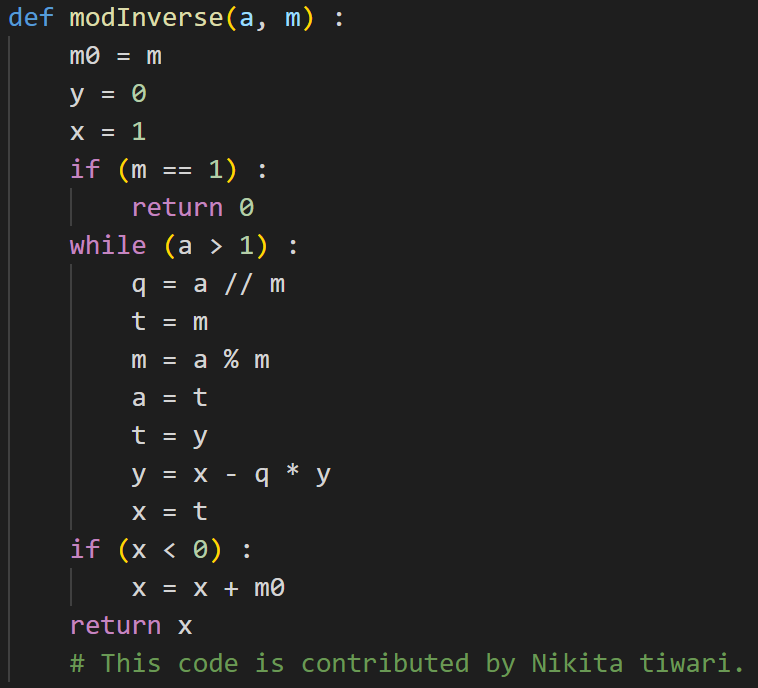 def modInverse(a, m) :
    m0 = m
    y = 0
    x = 1
    if (m == 1) :
        return 0
    while (a > 1) :
        q = a // m
        t = m
        m = a % m
        a = t
        t = y
        y = x - q * y
        x = t
    if (x < 0) :
        x = x + m0
    return x
    # This code is contributed by Nikita tiwari.